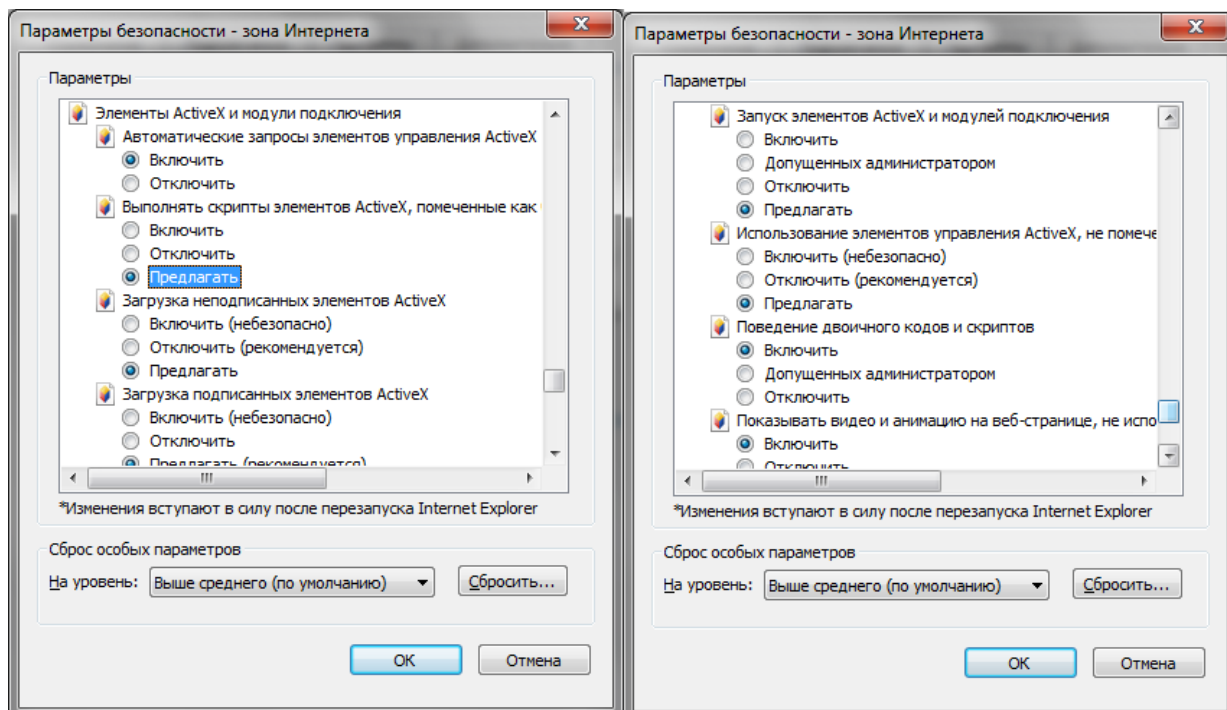 Параметры безопасности - зона Интернета
Параметры
Элементы ActiveX и модули подключения
Автоматические запросы элементов управления ActiveX
Включить
Отключить
Выполнять скрипты элементов ActiveX, помеченные как
Включить
Отключить
Предлагать
Загрузка неподписанных элементов ActiveX
Включить (небезопасно)
Отключить (рекомендуется)
Предлагать
Загрузка подписанных элементов ActiveX
Включить (небезопасно)
Отключить
Предлагать (рекомендуется)
*Изменения вступают в силу после перезапуска Internet Explorer
Сброс особых параметров
На уровень: Выше среднего (по умолчанию) Сбросить...
ОК Отмена
Параметры безопасности - зона Интернета
Параметры
Запуск элементов ActiveX и модулей подключения
Включить
Допущенных администратором
Отключить
Предлагать
Использование элементов управления ActiveX, не помече
Включить (небезопасно)
Отключить (рекомендуется)
Предлагать
Поведение двоичного кодов и скриптов
Включить
Допущенных администратором
Отключить
Показывать видео и анимацию на веб-странице, не испо
Включить
Отключить
*Изменения вступают в силу после перезапуска Internet Explorer
Сброс особых параметров
На уровень: Выше среднего (по умолчанию) Сбросить...
ОК Отмена